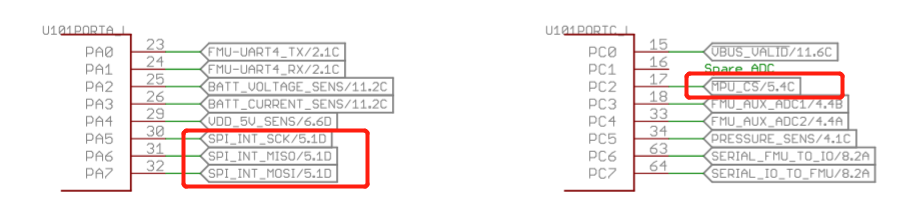 U101PORTA_L
PA0 23 FMU-UART4_TX/2.1C
PA1 24 FMU-UART4_RX/2.1C
PA2 25 BATT_VOLTAGE_SENS/11.2C
PA3 26 BATT_CURRENT_SENS/11.2C
PA4 29 VDD_5V_SENS/6.6D
PA5 30 SPI_INT_SCK/5.1D
PA6 31 SPI_INT_MISO/5.1D
PA7 32 SPI_INT_MOSI/5.1D
U101PORTC_L
PC0 15 VBUS_VALID/11.6C
PC1 16 Spare ADC
PC2 17 MPU_CS/5.4C
PC3 18 FMU_AUX_ADC1/4.4B
PC4 33 FMU_AUX_ADC2/4.4A
PC5 34 PRESSURE_SENS/4.1C
PC6 63 SERIAL_FMU_TO_IO/8.2A
PC7 64 SERIAL_IO_TO_FMU/8.2A